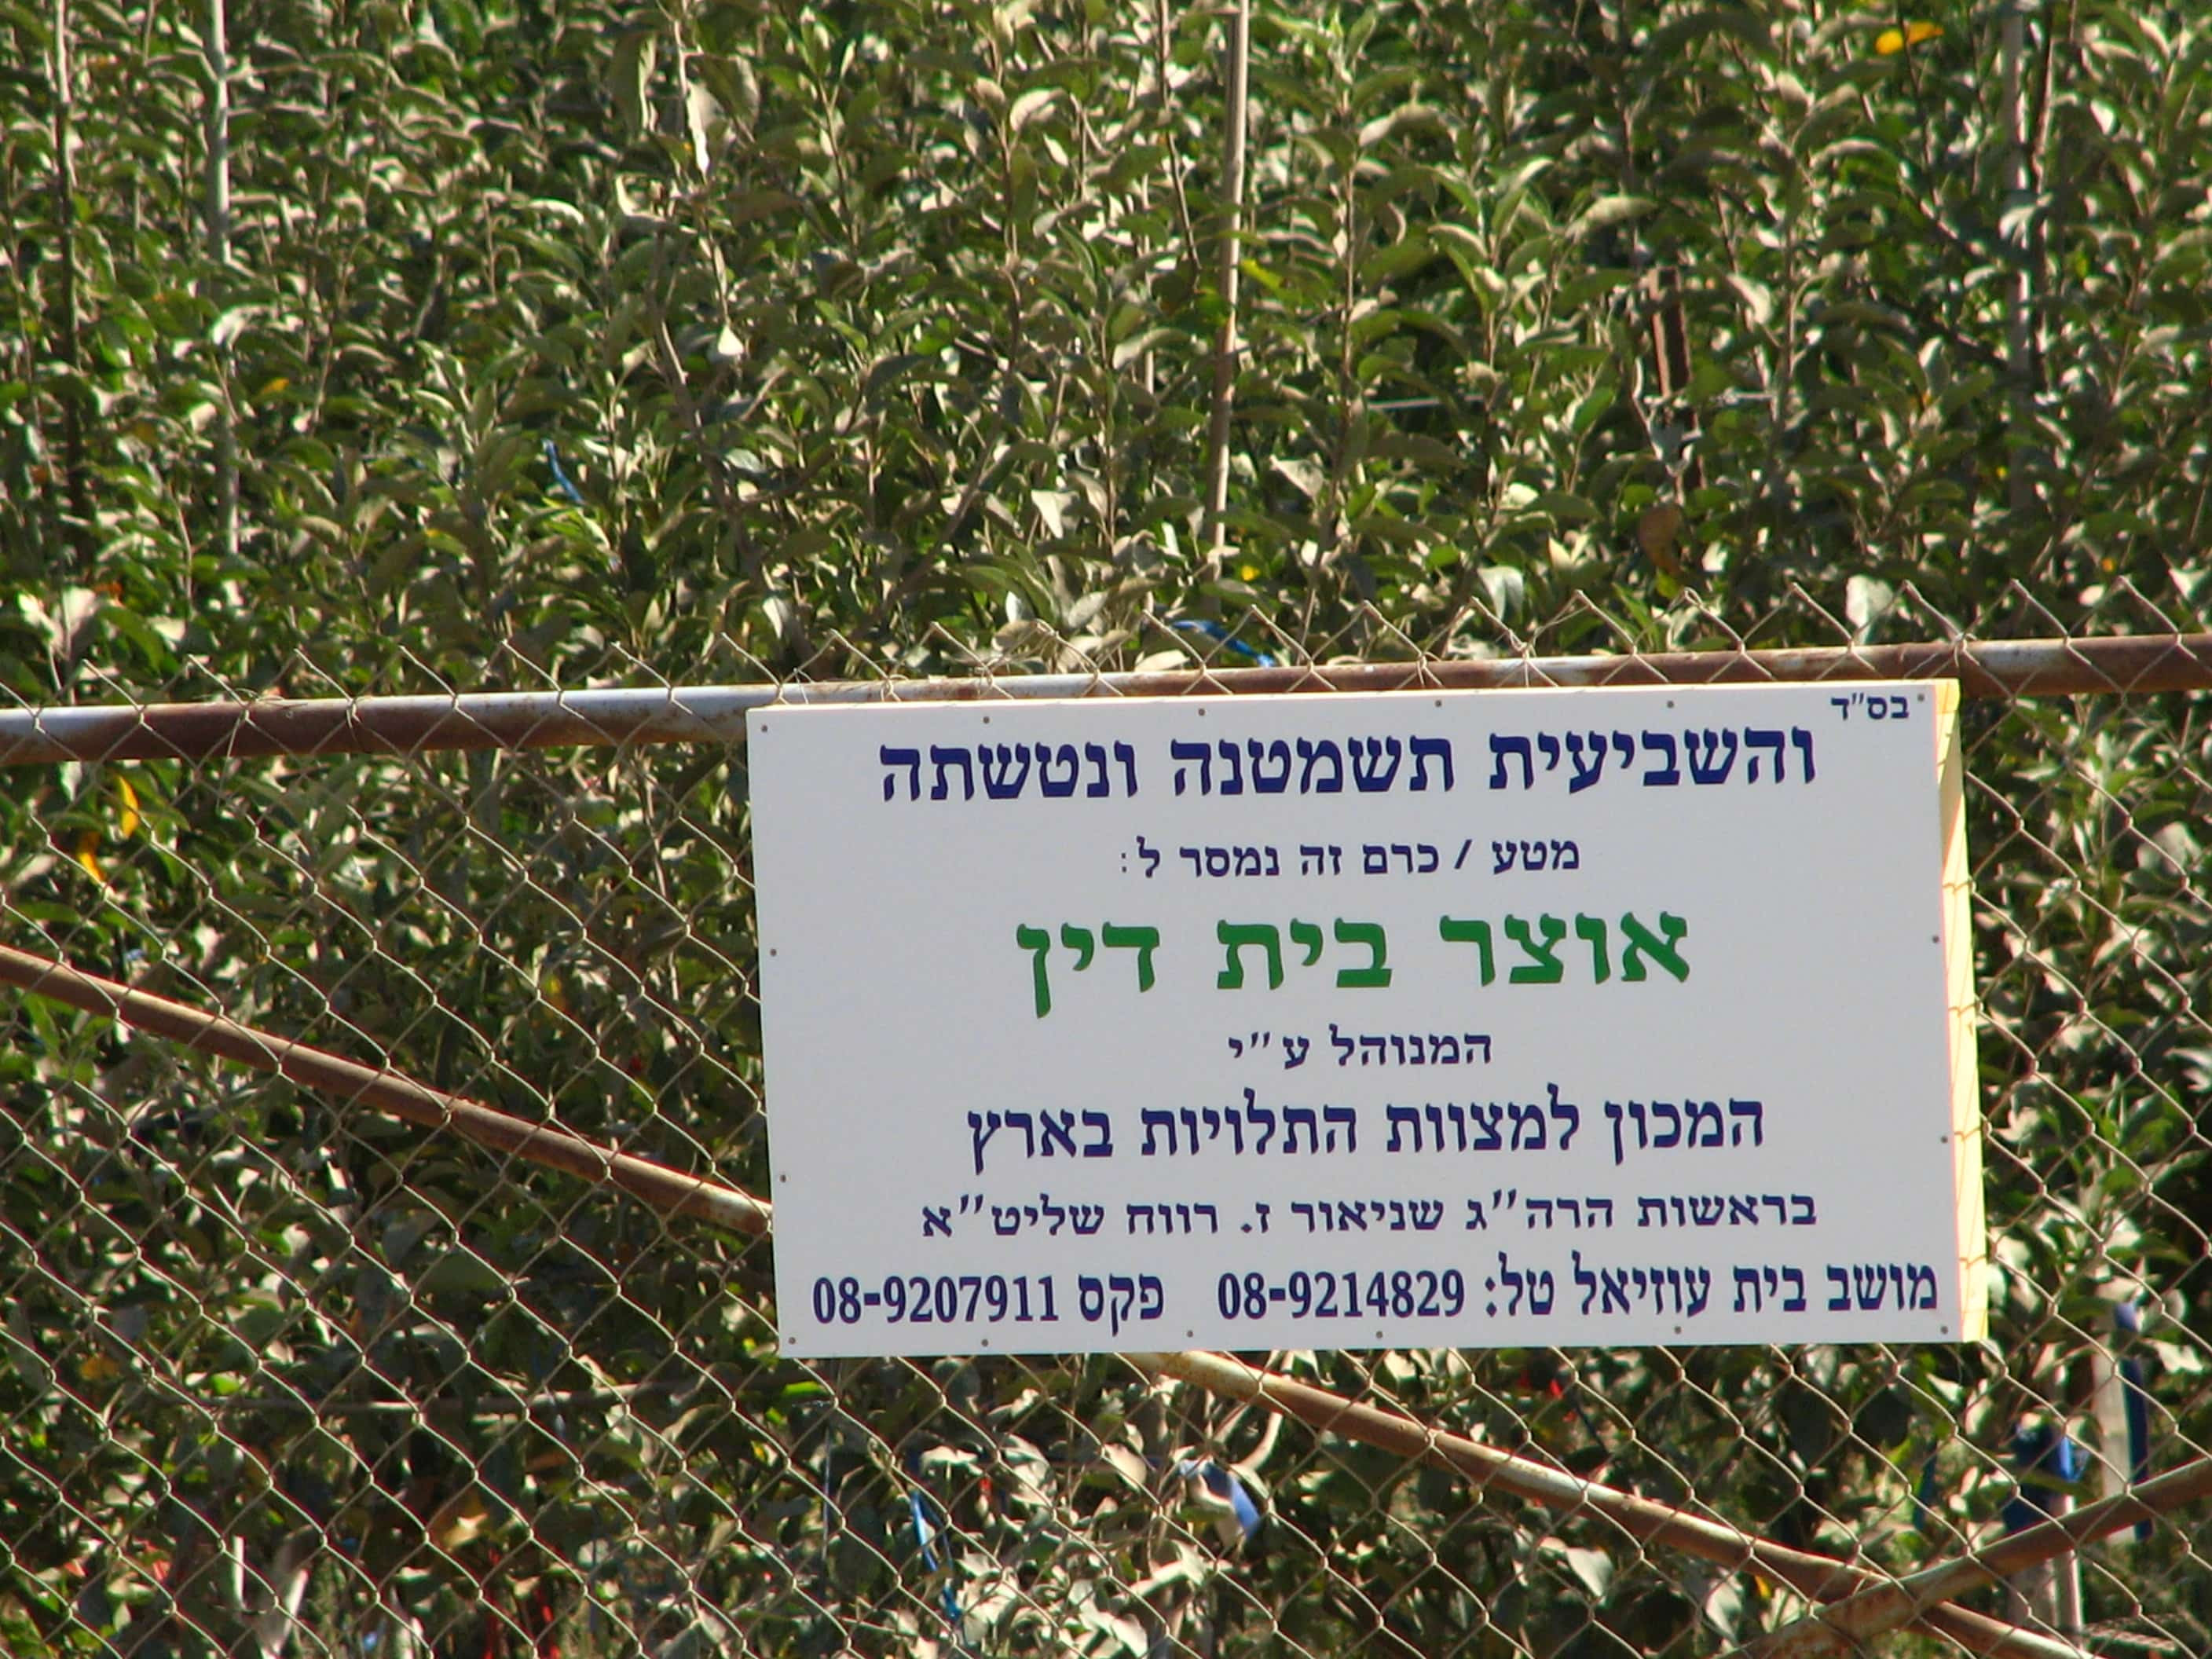 בס"ד
והשביעית תשמטנה ונטשתה
מטע / כרם זה נמסר ל:
אוצר בית דין
המנוהל ע"י
המכון למצוות התלויות בארץ
בראשות הרה"ג שניאור ז. רווח שליט"א
מושב בית עוזיאל טל: 08-9214829 פקס 08-9207911